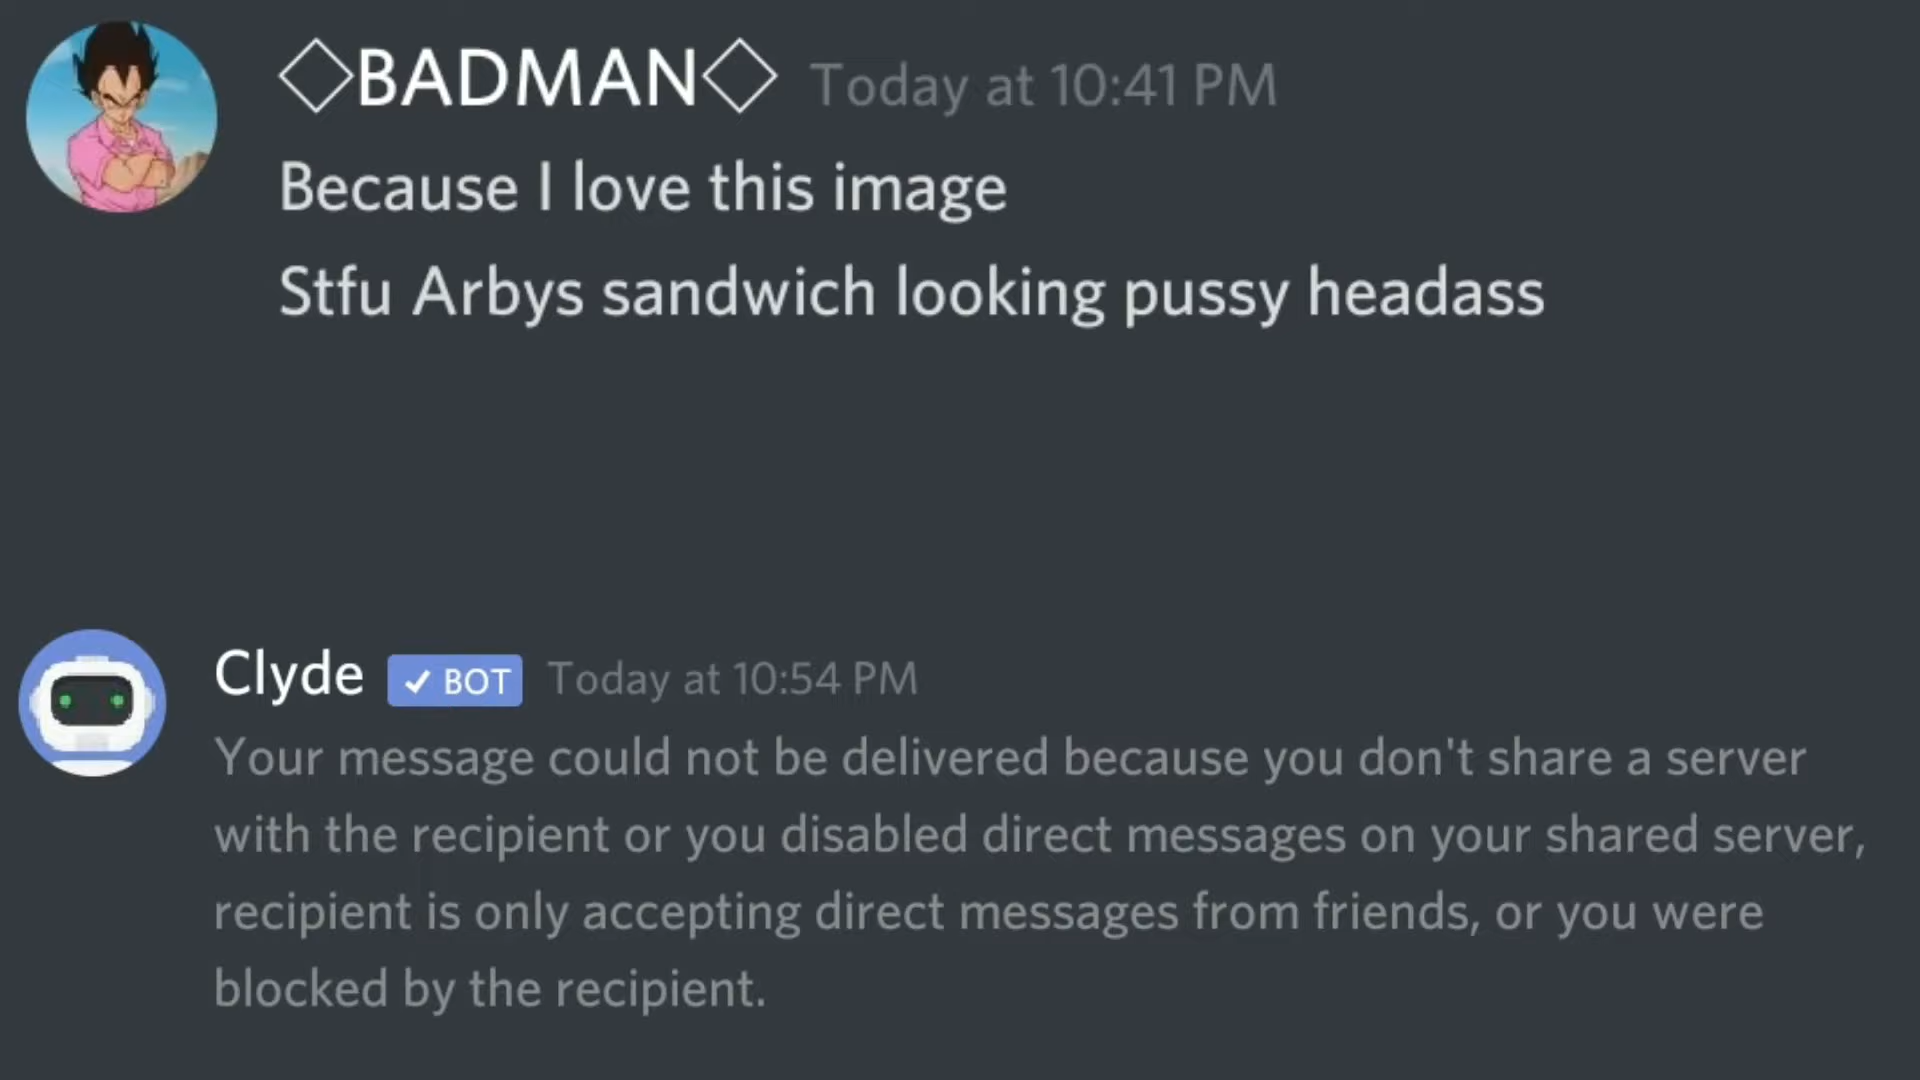 ◇BADMAN◇ Today at 10:41 PM
Because I love this image
Stfu Arbys sandwich looking pussy headass
Clyde ✓ BOT Today at 10:54 PM
Your message could not be delivered because you don't share a server
with the recipient or you disabled direct messages on your shared server,
recipient is only accepting direct messages from friends, or you were
blocked by the recipient.